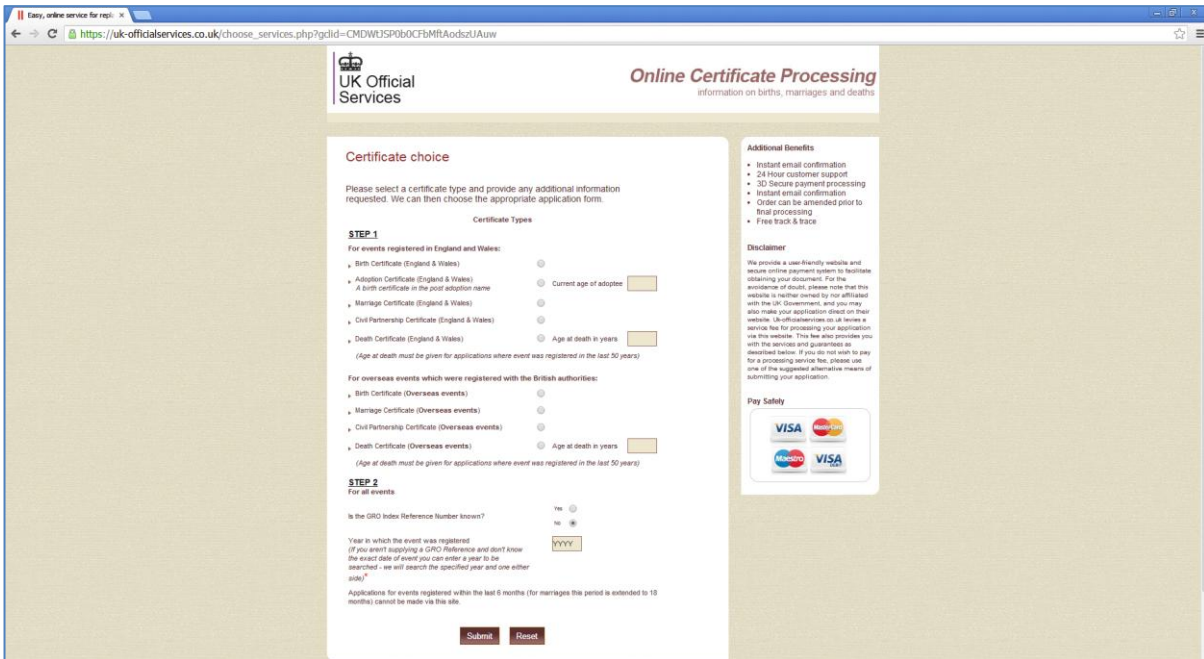 Easy, online service for repl
https://uk-officialservices.co.uk/choose_services.php?gclid=CMDWtJSP0b0CFbMftAodszUAuw
UK Official
Services
Online Certificate Processing
information on births, marriages and deaths
Certificate choice
Please select a certificate type and provide any additional information
requested. We can then choose the appropriate application form.
Certificate Types
STEP 1
For events registered in England and Wales:
Birth Certificate (England & Wales)
Adoption Certificate (England & Wales)
A birth certificate in the post adoption name
Current age of adoptee
Marriage Certificate (England & Wales)
Civil Partnership Certificate (England & Wales)
Death Certificate (England & Wales) Age at death in years
(Age at death must be given for applications where event was registered in the last 50 years)
For overseas events which were registered with the British authorities:
Birth Certificate (Overseas events)
Marriage Certificate (Overseas events)
Civil Partnership Certificate (Overseas events)
Death Certificate (Overseas events) Age at death in years
(Age at death must be given for applications where event was registered in the last 50 years)
STEP 2
For all events
Is the GRO Index Reference Number known?
Yes
No
Year in which the event was registered
YYYY
(If you aren't supplying a GRO Reference and don't know
the exact date of event you can enter a year to be
searched - we will search the specified year and one either
side)*
Applications for events registered within the last 6 months (for marriages this period is extended to 18
months) cannot be made via this site.
Submit Reset
Additional Benefits
• Instant email confirmation
• 24 Hour customer support
• 3D Secure payment processing
• Instant email confirmation
• Order can be amended prior to
final processing
• Free track & trace
Disclaimer
We provide a user-friendly website and
secure online payment system to facilitate
obtaining your document. For the
avoidance of doubt, please note that this
website is neither owned by nor affiliated
with the UK Government, and you may
also make your application direct on their
website. Uk-officialservices.co.uk levies a
service fee for processing your application
via this website. This fee also provides you
with the services and guarantees as
described below. If you do not wish to pay
for a processing service fee, please use
one of the suggested alternative means of
submitting your application.
Pay Safely
VISA MasterCard
Maestro VISA
DEBIT